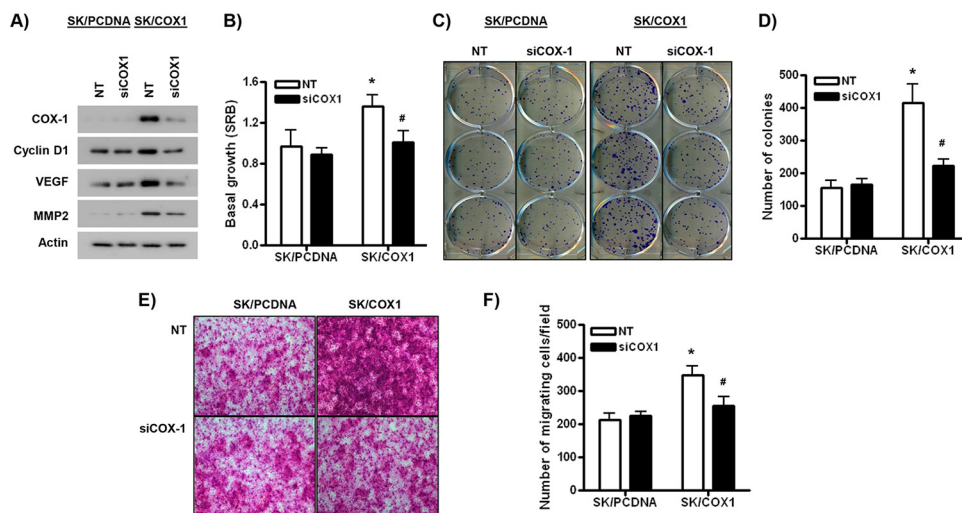 A)
SK/PCDNA SK/COX1
NT siCOX1 NT siCOX1
COX-1
Cyclin D1
VEGF
MMP2
Actin
B)
Basal growth (SRB)
1.6
1.2
0.8
0.4
0.0
NT
siCOX1
*
#
SK/PCDNA SK/COX1
C)
SK/PCDNA SK/COX1
NT siCOX-1 NT siCOX-1
D)
Number of colonies
500
400
300
200
100
0
NT
siCOX1
*
#
SK/PCDNA SK/COX1
E)
SK/PCDNA SK/COX1
NT
siCOX-1
F)
Number of migrating cells/field
500
400
300
200
100
0
NT
siCOX1
*
#
SK/PCDNA SK/COX1